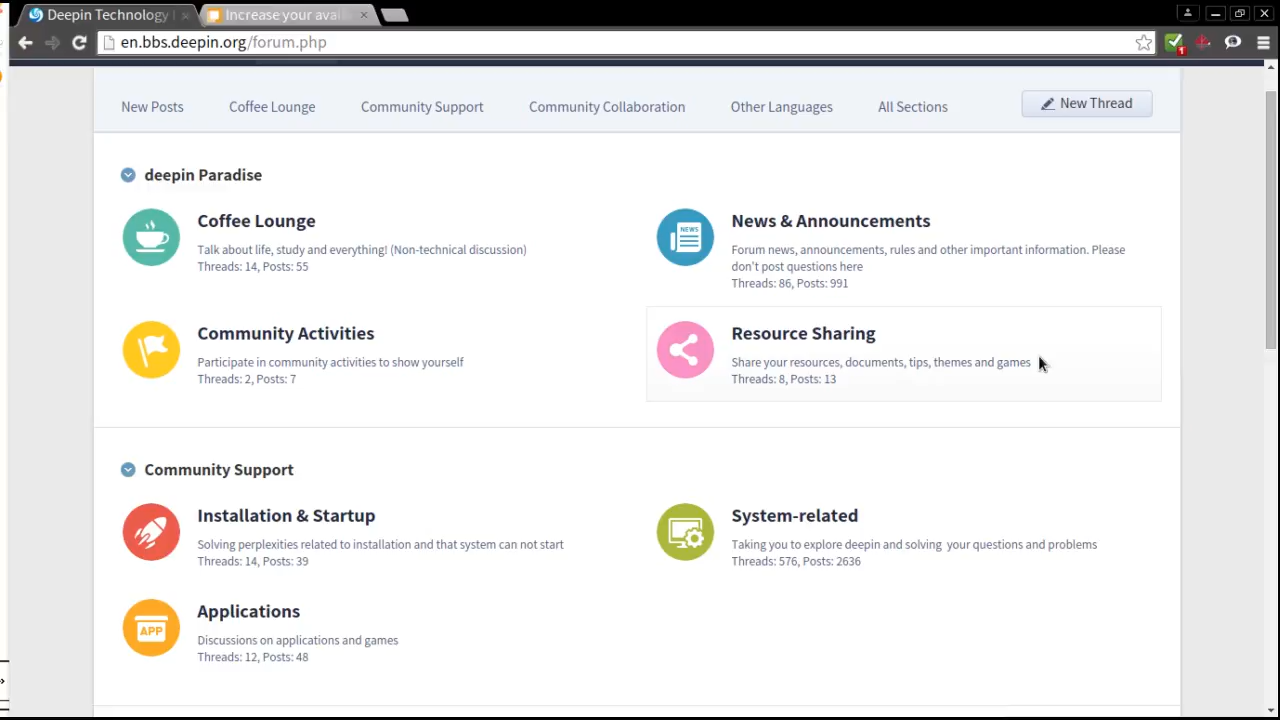 Deepin Technology
Increase your avai
en.bbs.deepin.org/forum.php
1
New Posts
Coffee Lounge
Community Support
Community Collaboration
Other Languages
All Sections
New Thread
deepin Paradise
Coffee Lounge
Talk about life, study and everything! (Non-technical discussion)
Threads: 14, Posts: 55
NEWS
News & Announcements
Forum news, announcements, rules and other important information. Please
don't post questions here
Threads: 86, Posts: 991
Community Activities
Participate in community activities to show yourself
Threads: 2, Posts: 7
Resource Sharing
Share your resources, documents, tips, themes and games
Threads: 8, Posts: 13
Community Support
Installation & Startup
Solving perplexities related to installation and that system can not start
Threads: 14, Posts: 39
System-related
Taking you to explore deepin and solving  your questions and problems
Threads: 576, Posts: 2636
APP
Applications
Discussions on applications and games
Threads: 12, Posts: 48